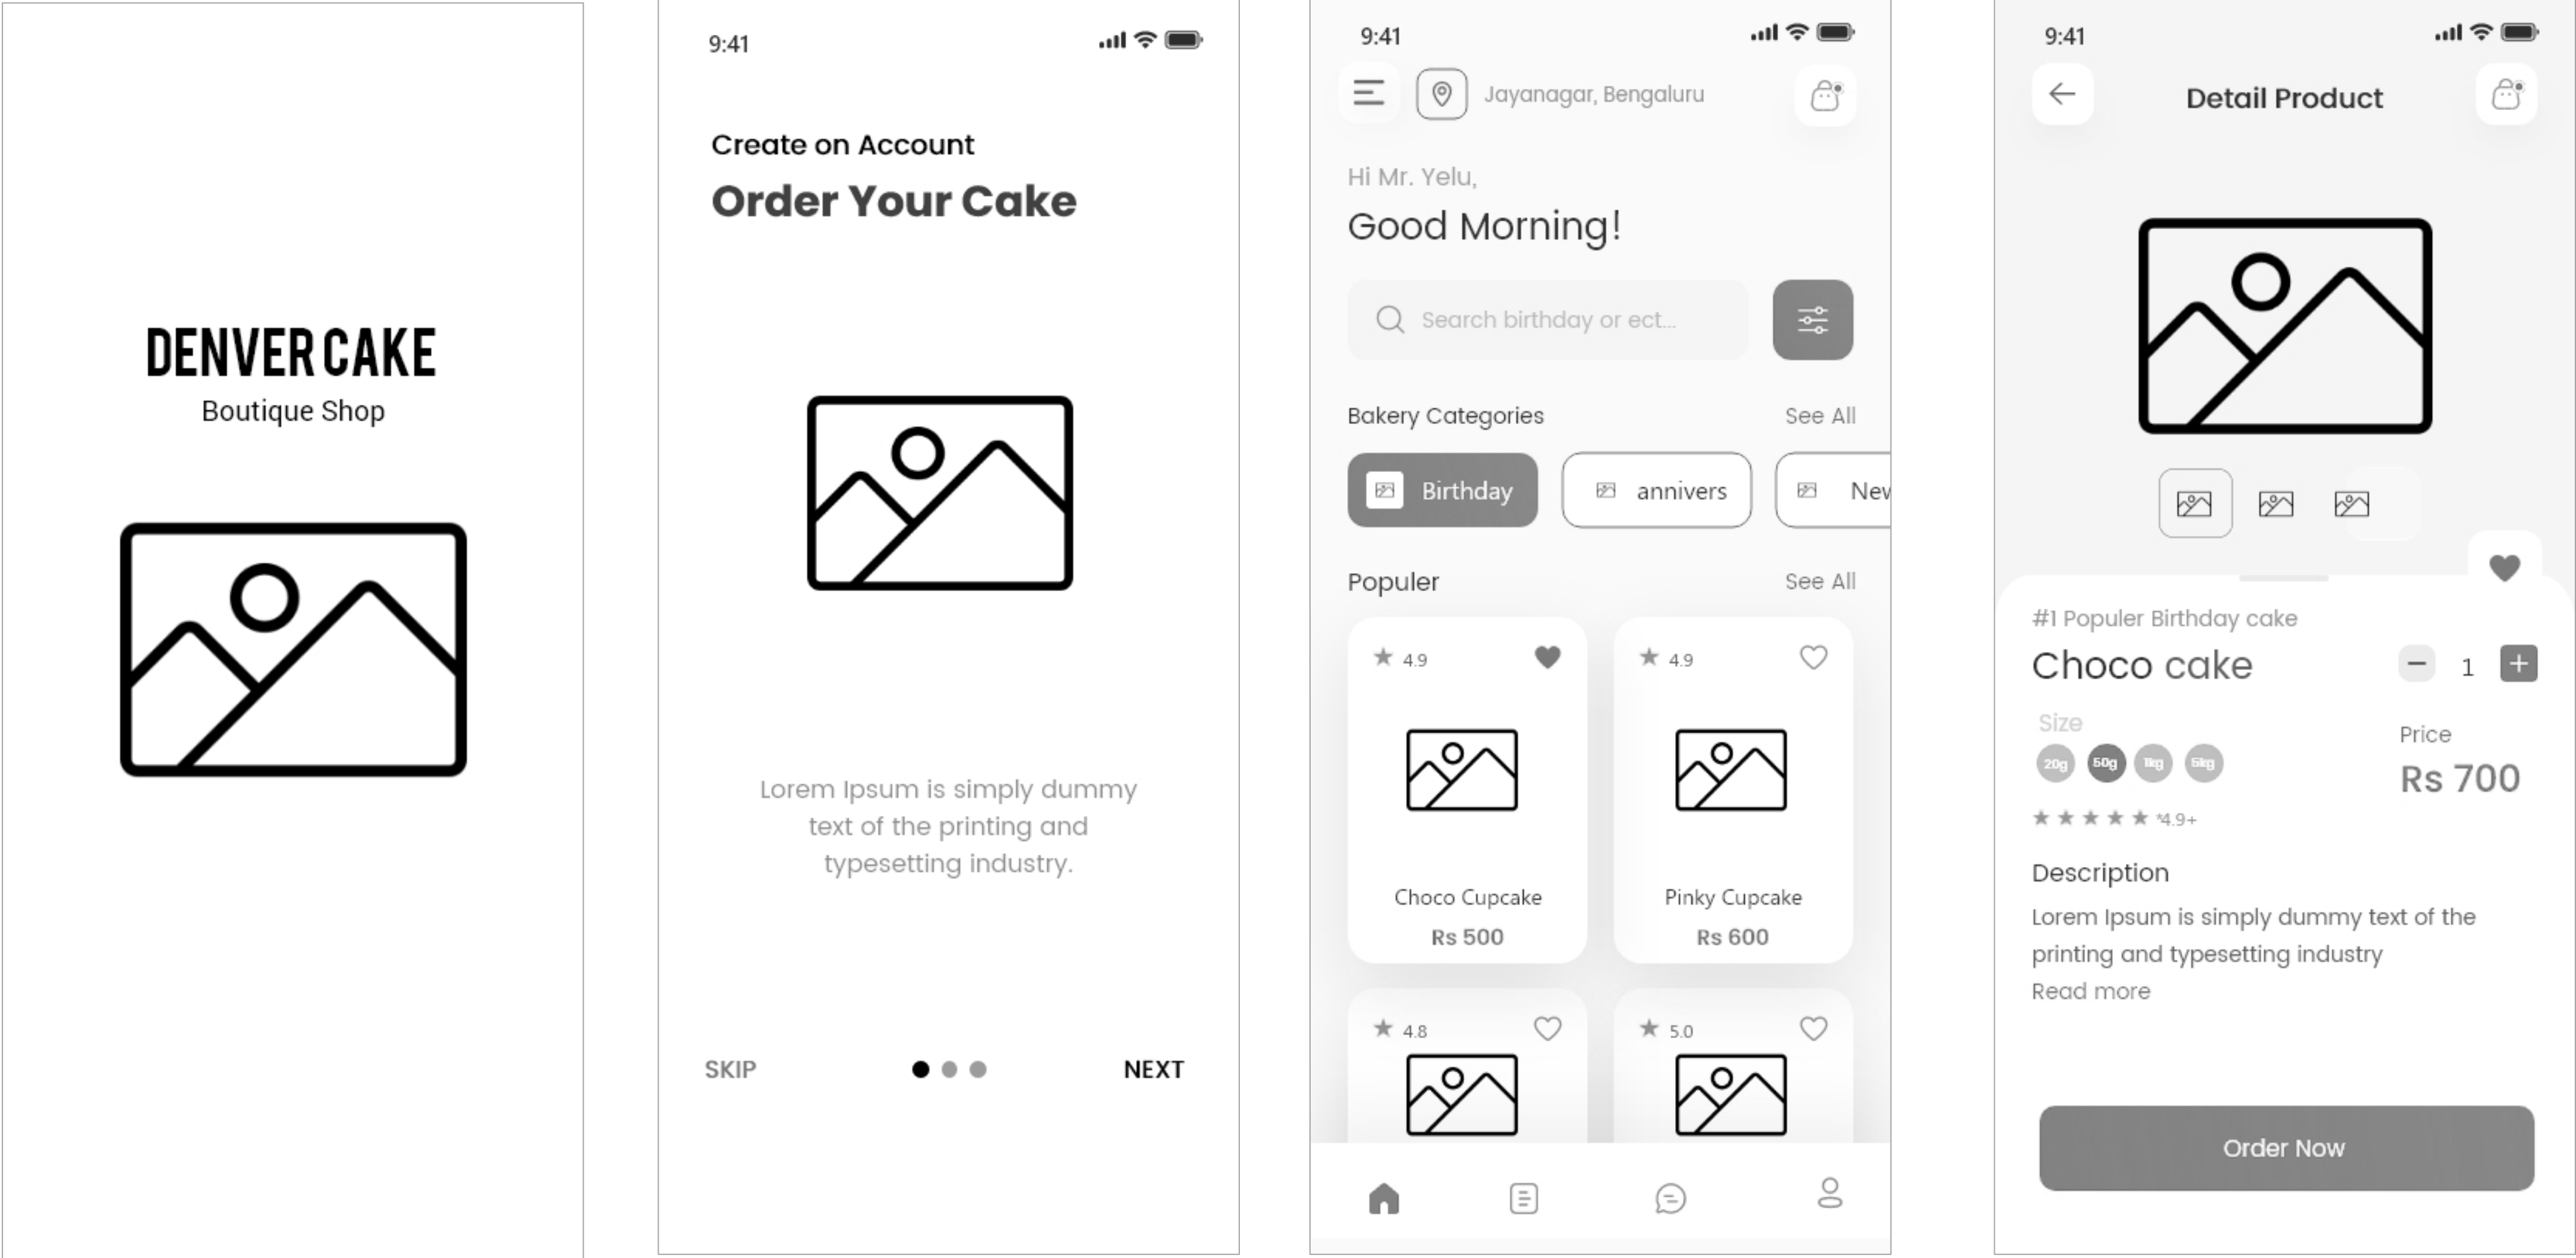 DENVER CAKE
Boutique Shop
9:41
Create on Account
Order Your Cake
Lorem Ipsum is simply dummy
text of the printing and
typesetting industry.
SKIP
NEXT
9:41
Jayanagar, Bengaluru
Hi Mr. Yelu,
Good Morning!
Search birthday or ect...
Bakery Categories
See All
Birthday
annivers
New
Populer
See All
4.9
4.9
Choco Cupcake
Rs 500
Pinky Cupcake
Rs 600
4.8
5.0
9:41
Detail Product
#1 Populer Birthday cake
Choco cake
1
Size
20g
50g
1kg
5kg
Price
Rs 700
*4.9+
Description
Lorem Ipsum is simply dummy text of the
printing and typesetting industry
Read more
Order Now